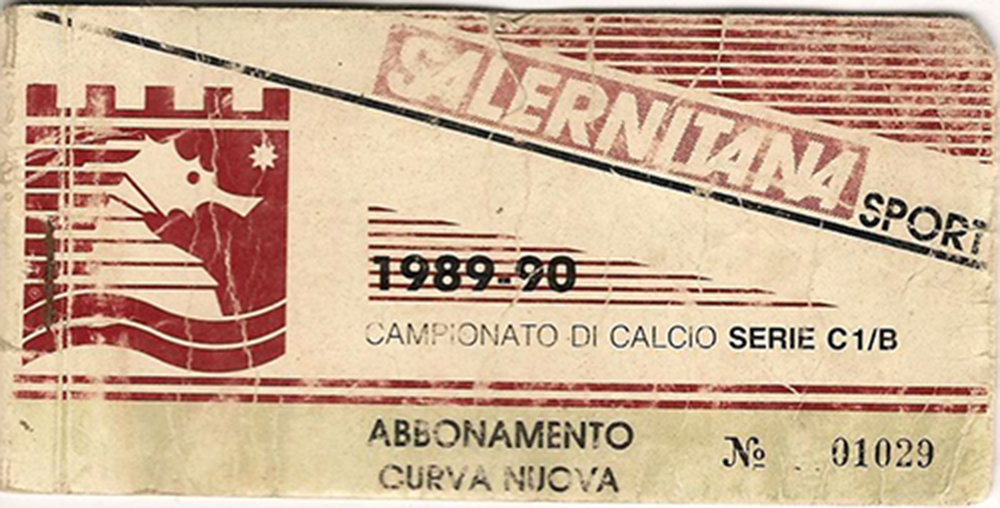 SALERNITANA
SPORT
1989-90
CAMPIONATO DI CALCIO SERIE C1/B
ABBONAMENTO
CURVA NUOVA
№ 01029